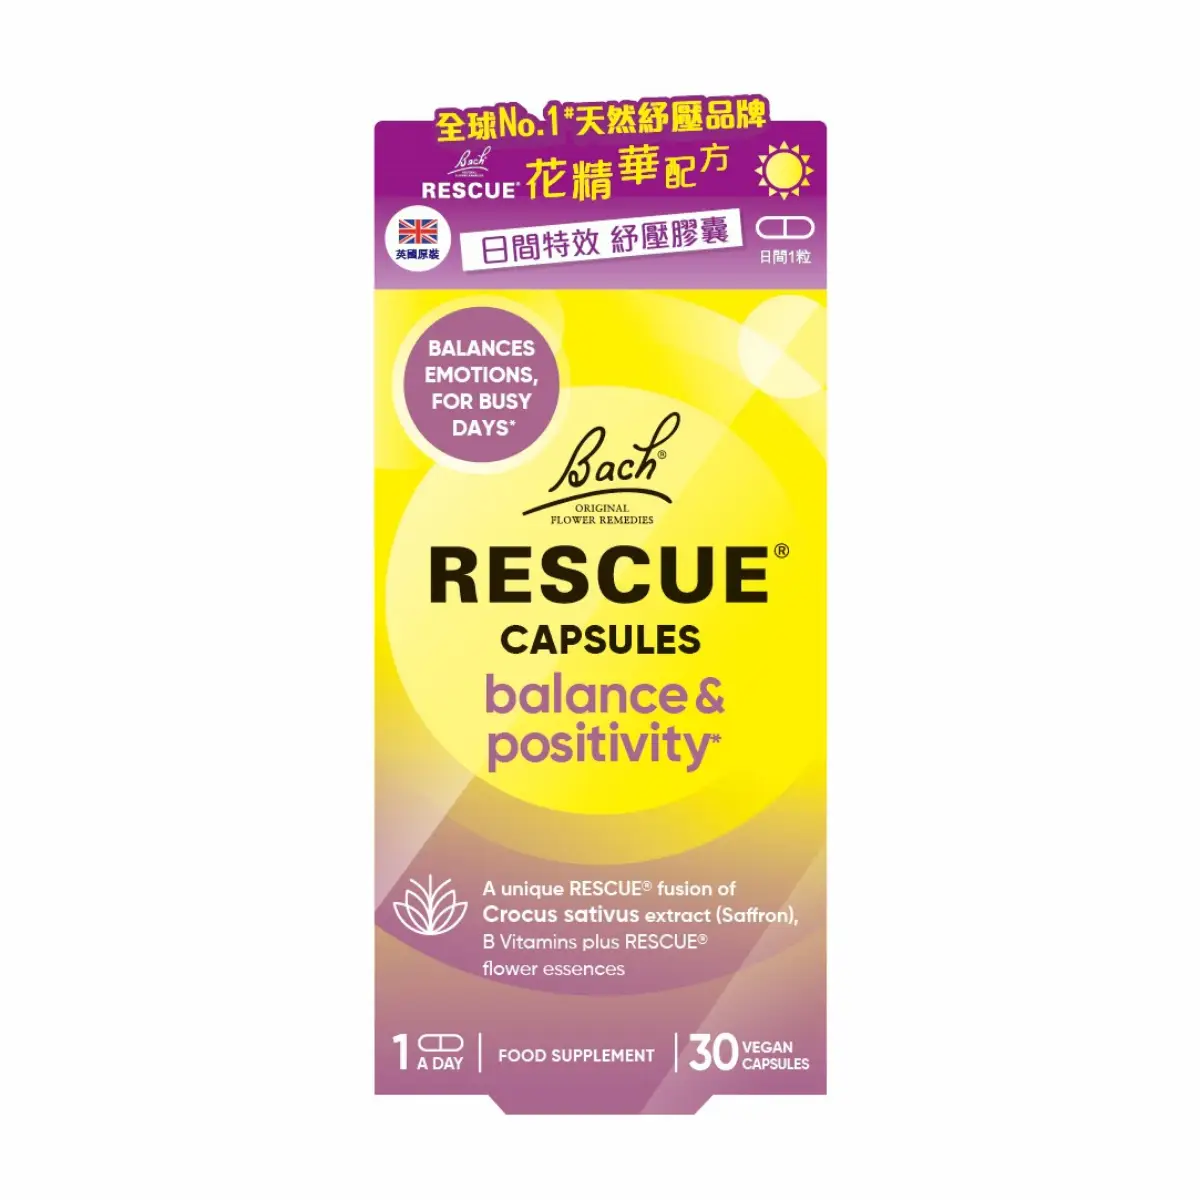 全球No.1#天然紓壓品牌
Bach
RESCUE® 花精華配方
英國原裝
日間特效 紓壓膠囊
日間1粒
BALANCES
EMOTIONS,
FOR BUSY
DAYS*
Bach®
ORIGINAL
FLOWER REMEDIES
RESCUE®
CAPSULES
balance &
positivity*
A unique RESCUE® fusion of
Crocus sativus extract (Saffron),
B Vitamins plus RESCUE®
flower essences
1 A DAY
FOOD SUPPLEMENT
30 VEGAN
CAPSULES